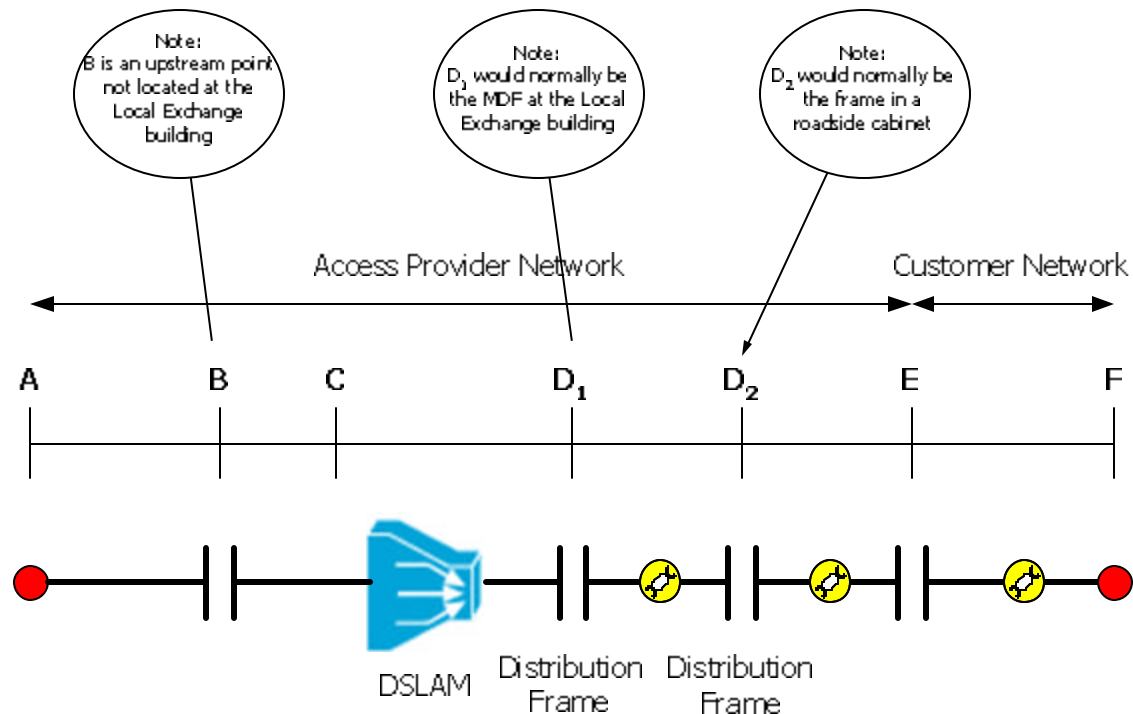 Note:
B is an upstream point
not located at the
Local Exchange
building
Note:
D1 would normally be
the MDF at the Local
Exchange building
Note:
D2 would normally be
the frame in a
roadside cabinet
Access Provider Network
Customer Network
A
B
C
D1
D2
E
F
DSLAM
Distribution
Frame
Distribution
Frame